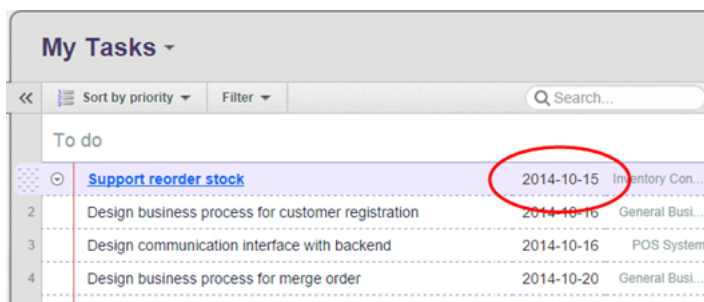 My Tasks
Sort by priority Filter Search...
To do
Support reorder stock 2014-10-15 Inventory Con...
2 Design business process for customer registration 2014-10-16 General Busi...
3 Design communication interface with backend 2014-10-16 POS System
4 Design business process for merge order 2014-10-20 General Busi...